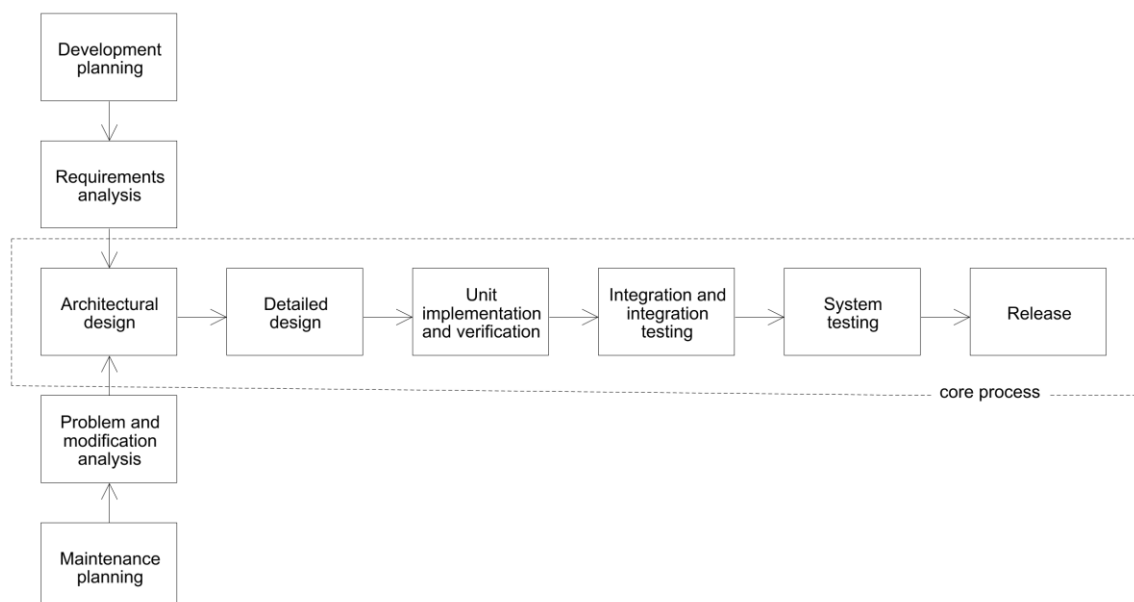 Development
planning
Requirements
analysis
Architectural
design
Detailed
design
Unit
implementation
and verification
Integration and
integration
testing
System
testing
Release
core process
Problem and
modification
analysis
Maintenance
planning